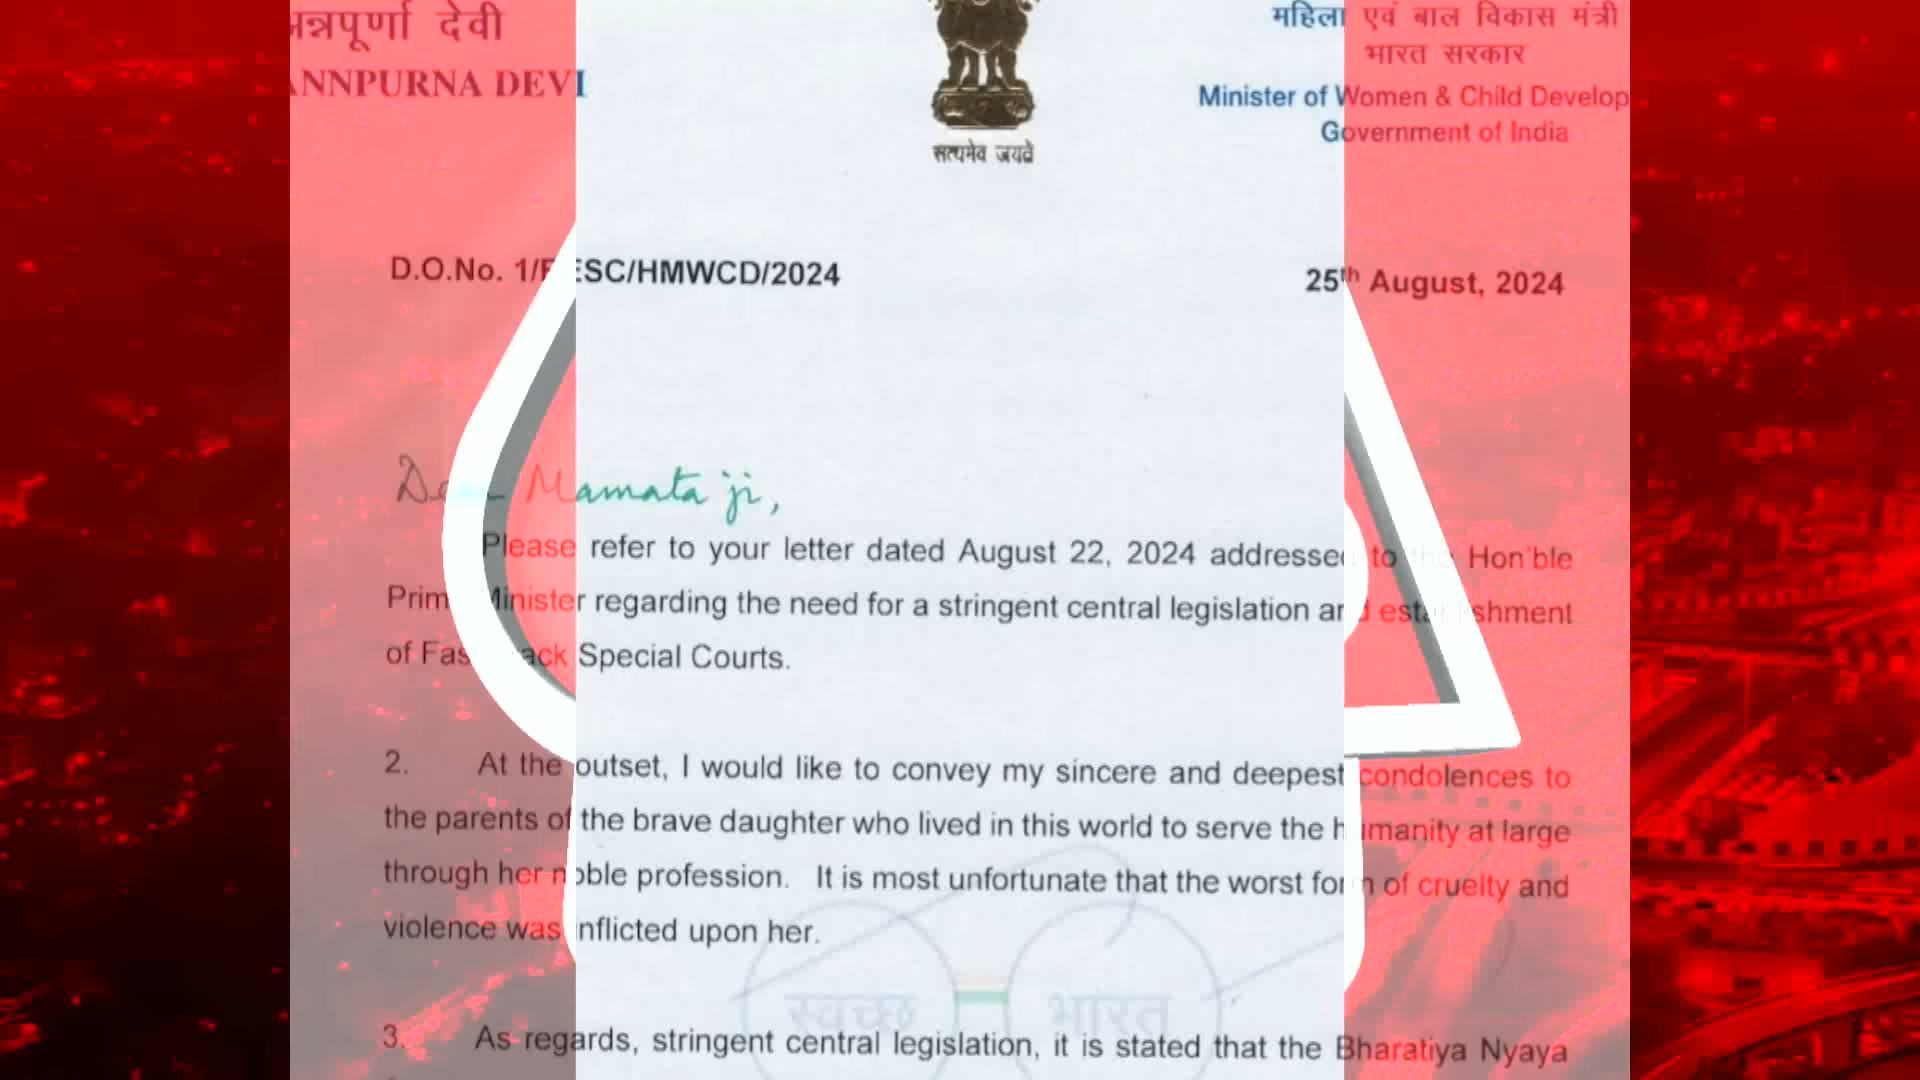 अन्नपूर्णा देवी
ANNPURNA DEVI
सत्यमेव जयते
महिला एवं बाल विकास मंत्री
भारत सरकार
Minister of Women & Child Develop
Government of India
D.O.No. 1/FTSC/HMWCD/2024
25th August, 2024
Dear Mamata ji,
Please refer to your letter dated August 22, 2024 addressed to the Hon'ble
Prime Minister regarding the need for a stringent central legislation and establishment
of Fast Track Special Courts.
2. At the outset, I would like to convey my sincere and deepest condolences to
the parents of the brave daughter who lived in this world to serve the humanity at large
through her noble profession. It is most unfortunate that the worst form of cruelty and
violence was inflicted upon her.
स्वच्छ भारत
3. As regards, stringent central legislation, it is stated that the Bharatiya Nyaya